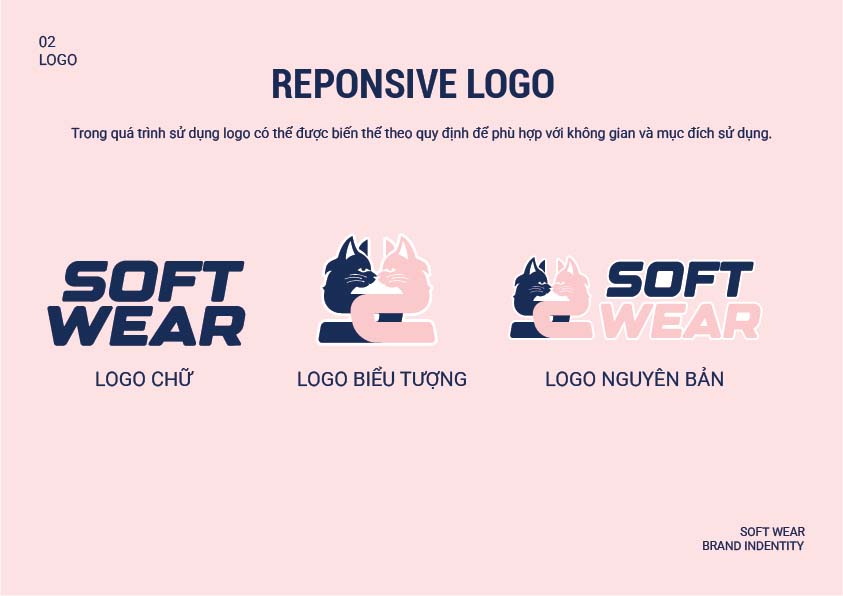 02
LOGO
REPONSIVE LOGO
Trong quá trình sử dụng logo có thể được biến thể theo quy định để phù hợp với không gian và mục đích sử dụng.
SOFT
WEAR
LOGO CHỮ
LOGO BIỂU TƯỢNG
SOFT
WEAR
LOGO NGUYÊN BẢN
SOFT WEAR
BRAND INDENTITY